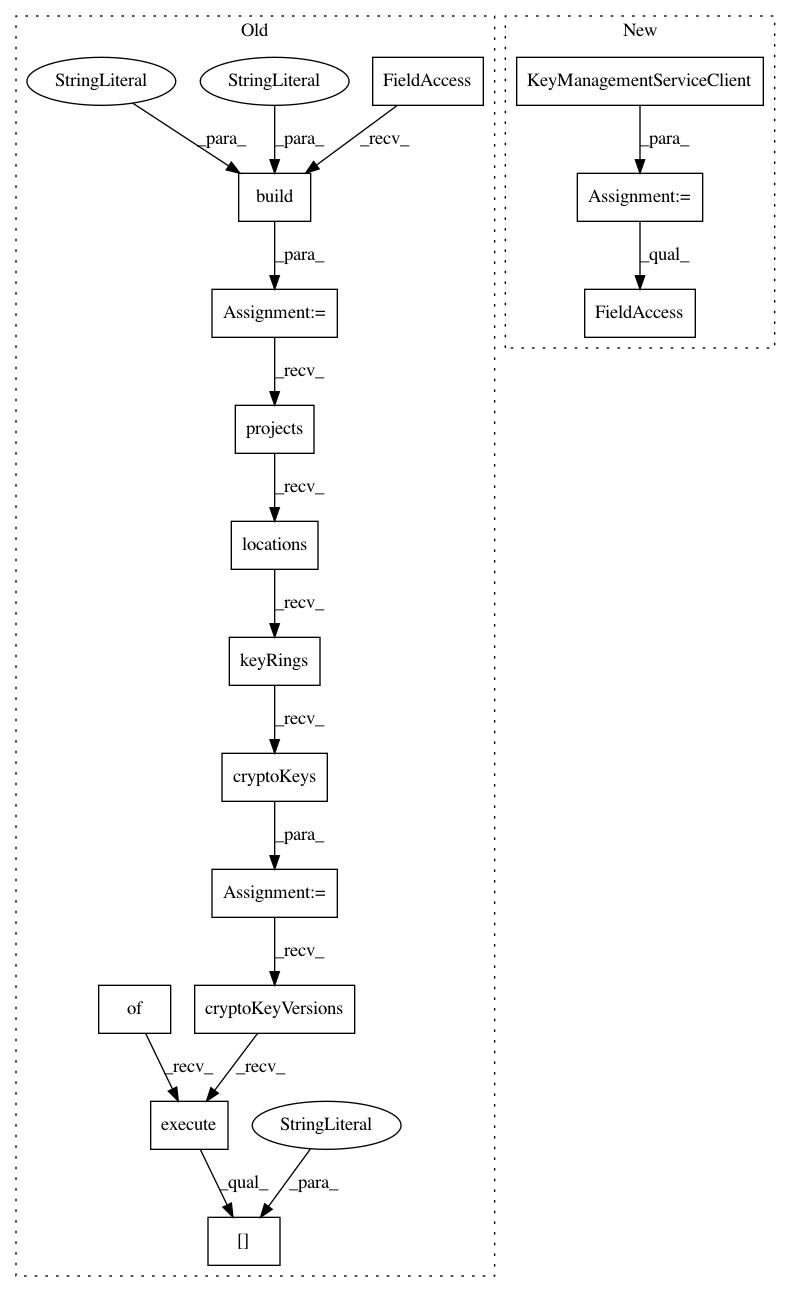 Old
New
StringLiteral
StringLiteral
FieldAccess
KeyManagementServiceClient
_para_
_para_
_recv_
_para_
build
Assignment:=
_para_
_qual_
Assignment:=
FieldAccess
_recv_
projects
_recv_
locations
_recv_
keyRings
_recv_
cryptoKeys
_para_
Assignment:=
_recv_
of
cryptoKeyVersions
_recv_
_recv_
execute
StringLiteral
_qual_
_para_
[]